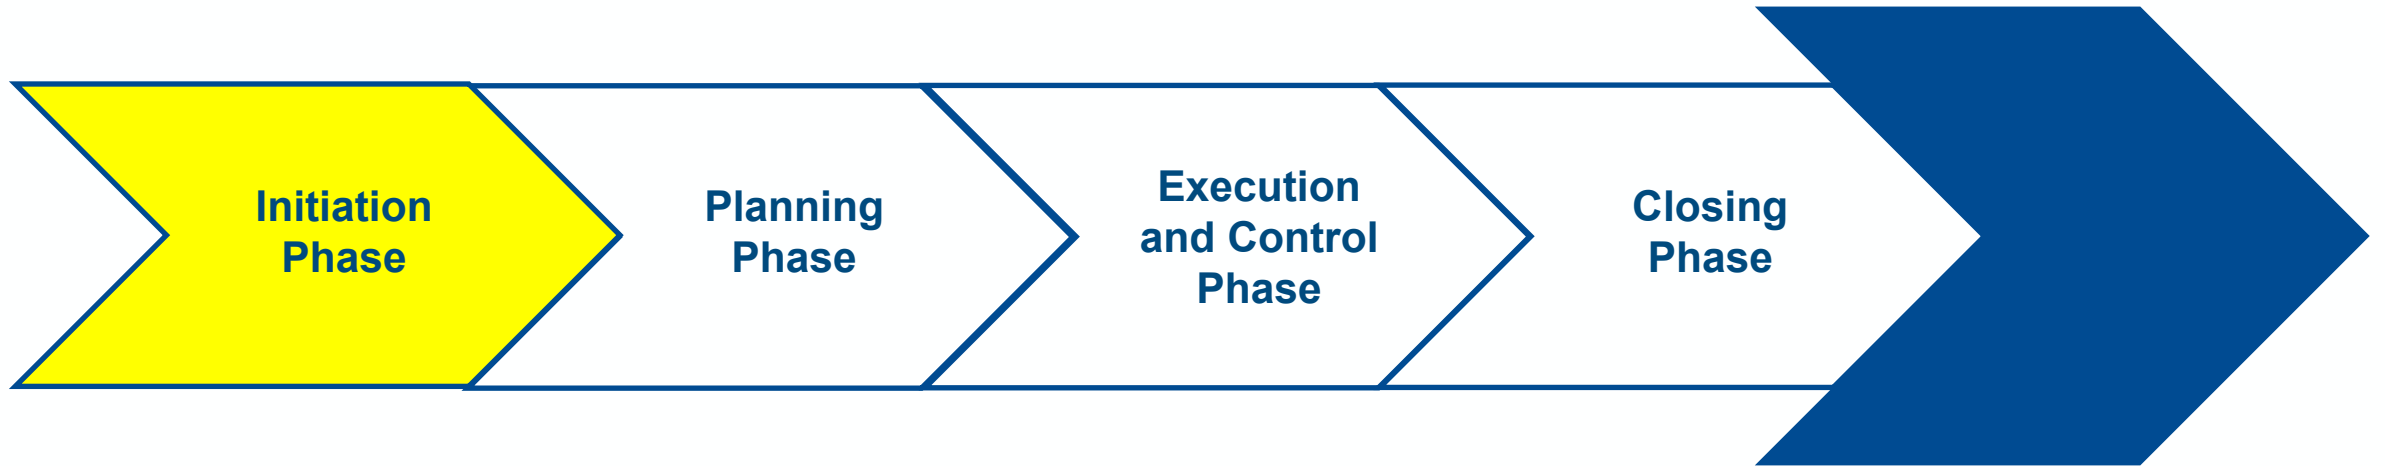 Initiation
Phase
Planning
Phase
Execution
and Control
Phase
Closing
Phase